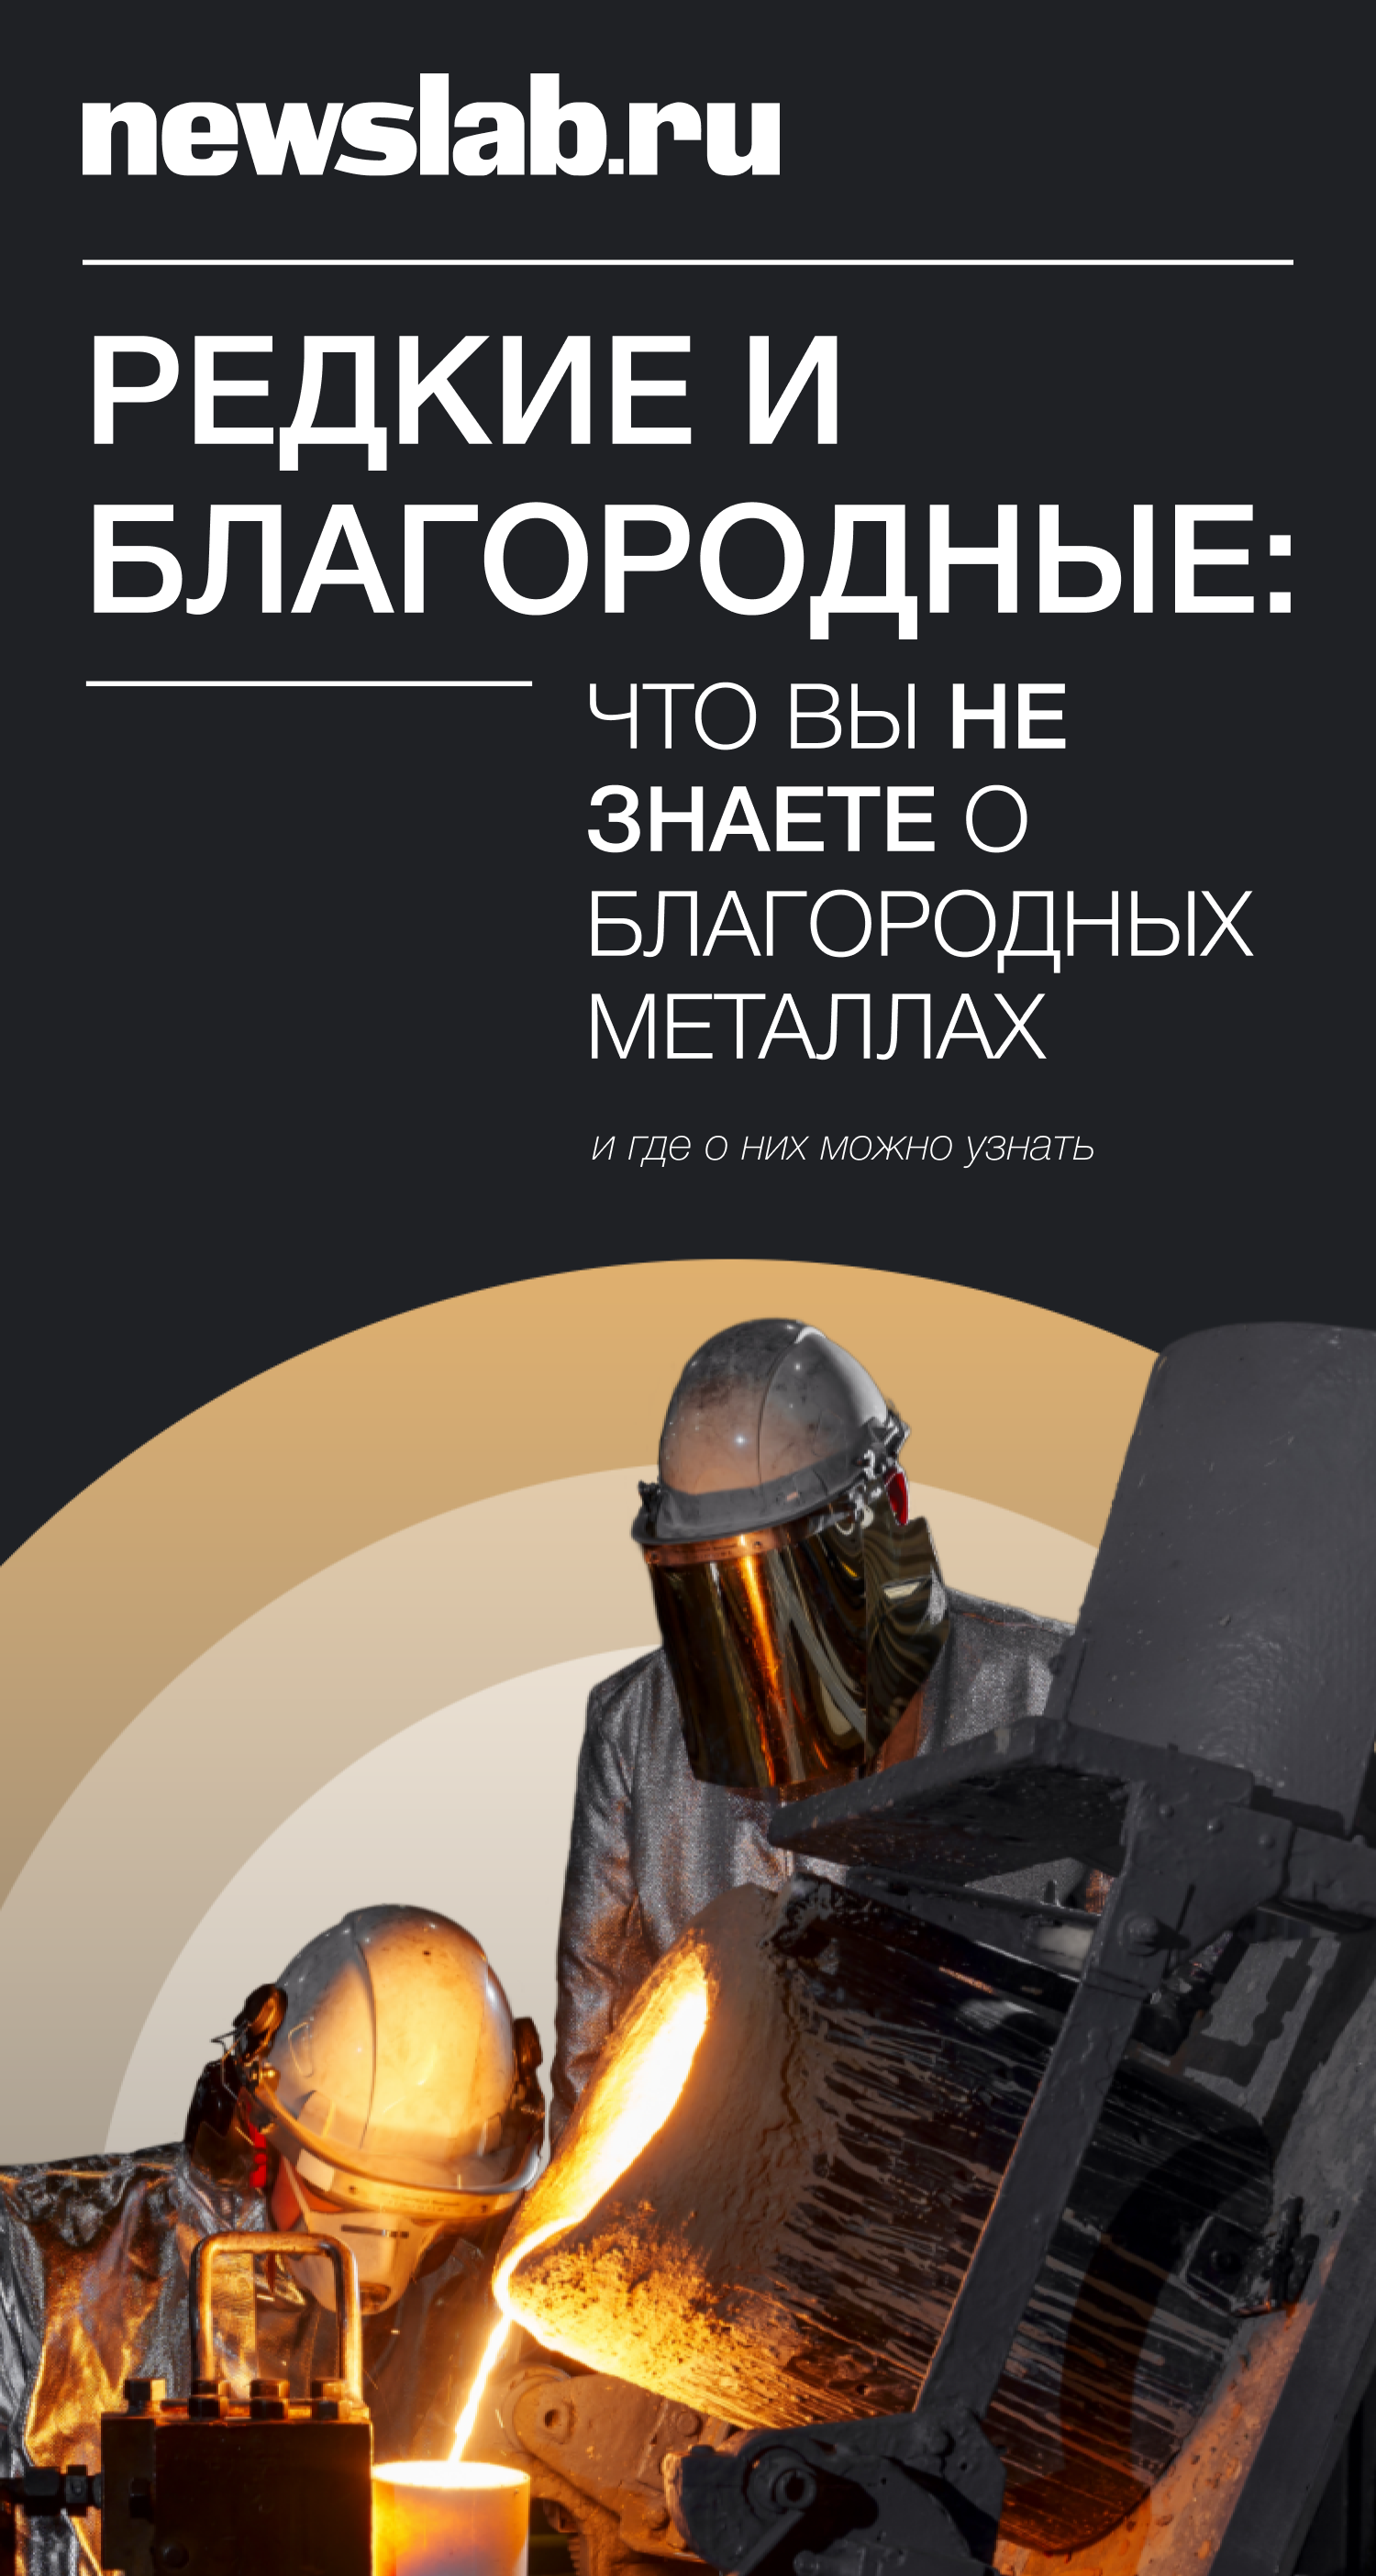 newslab.ru
РЕДКИЕ И
БЛАГОРОДНЫЕ:
ЧТО ВЫ НЕ
ЗНАЕТЕ О
БЛАГОРОДНЫХ
МЕТАЛЛАХ
и где о них можно узнать